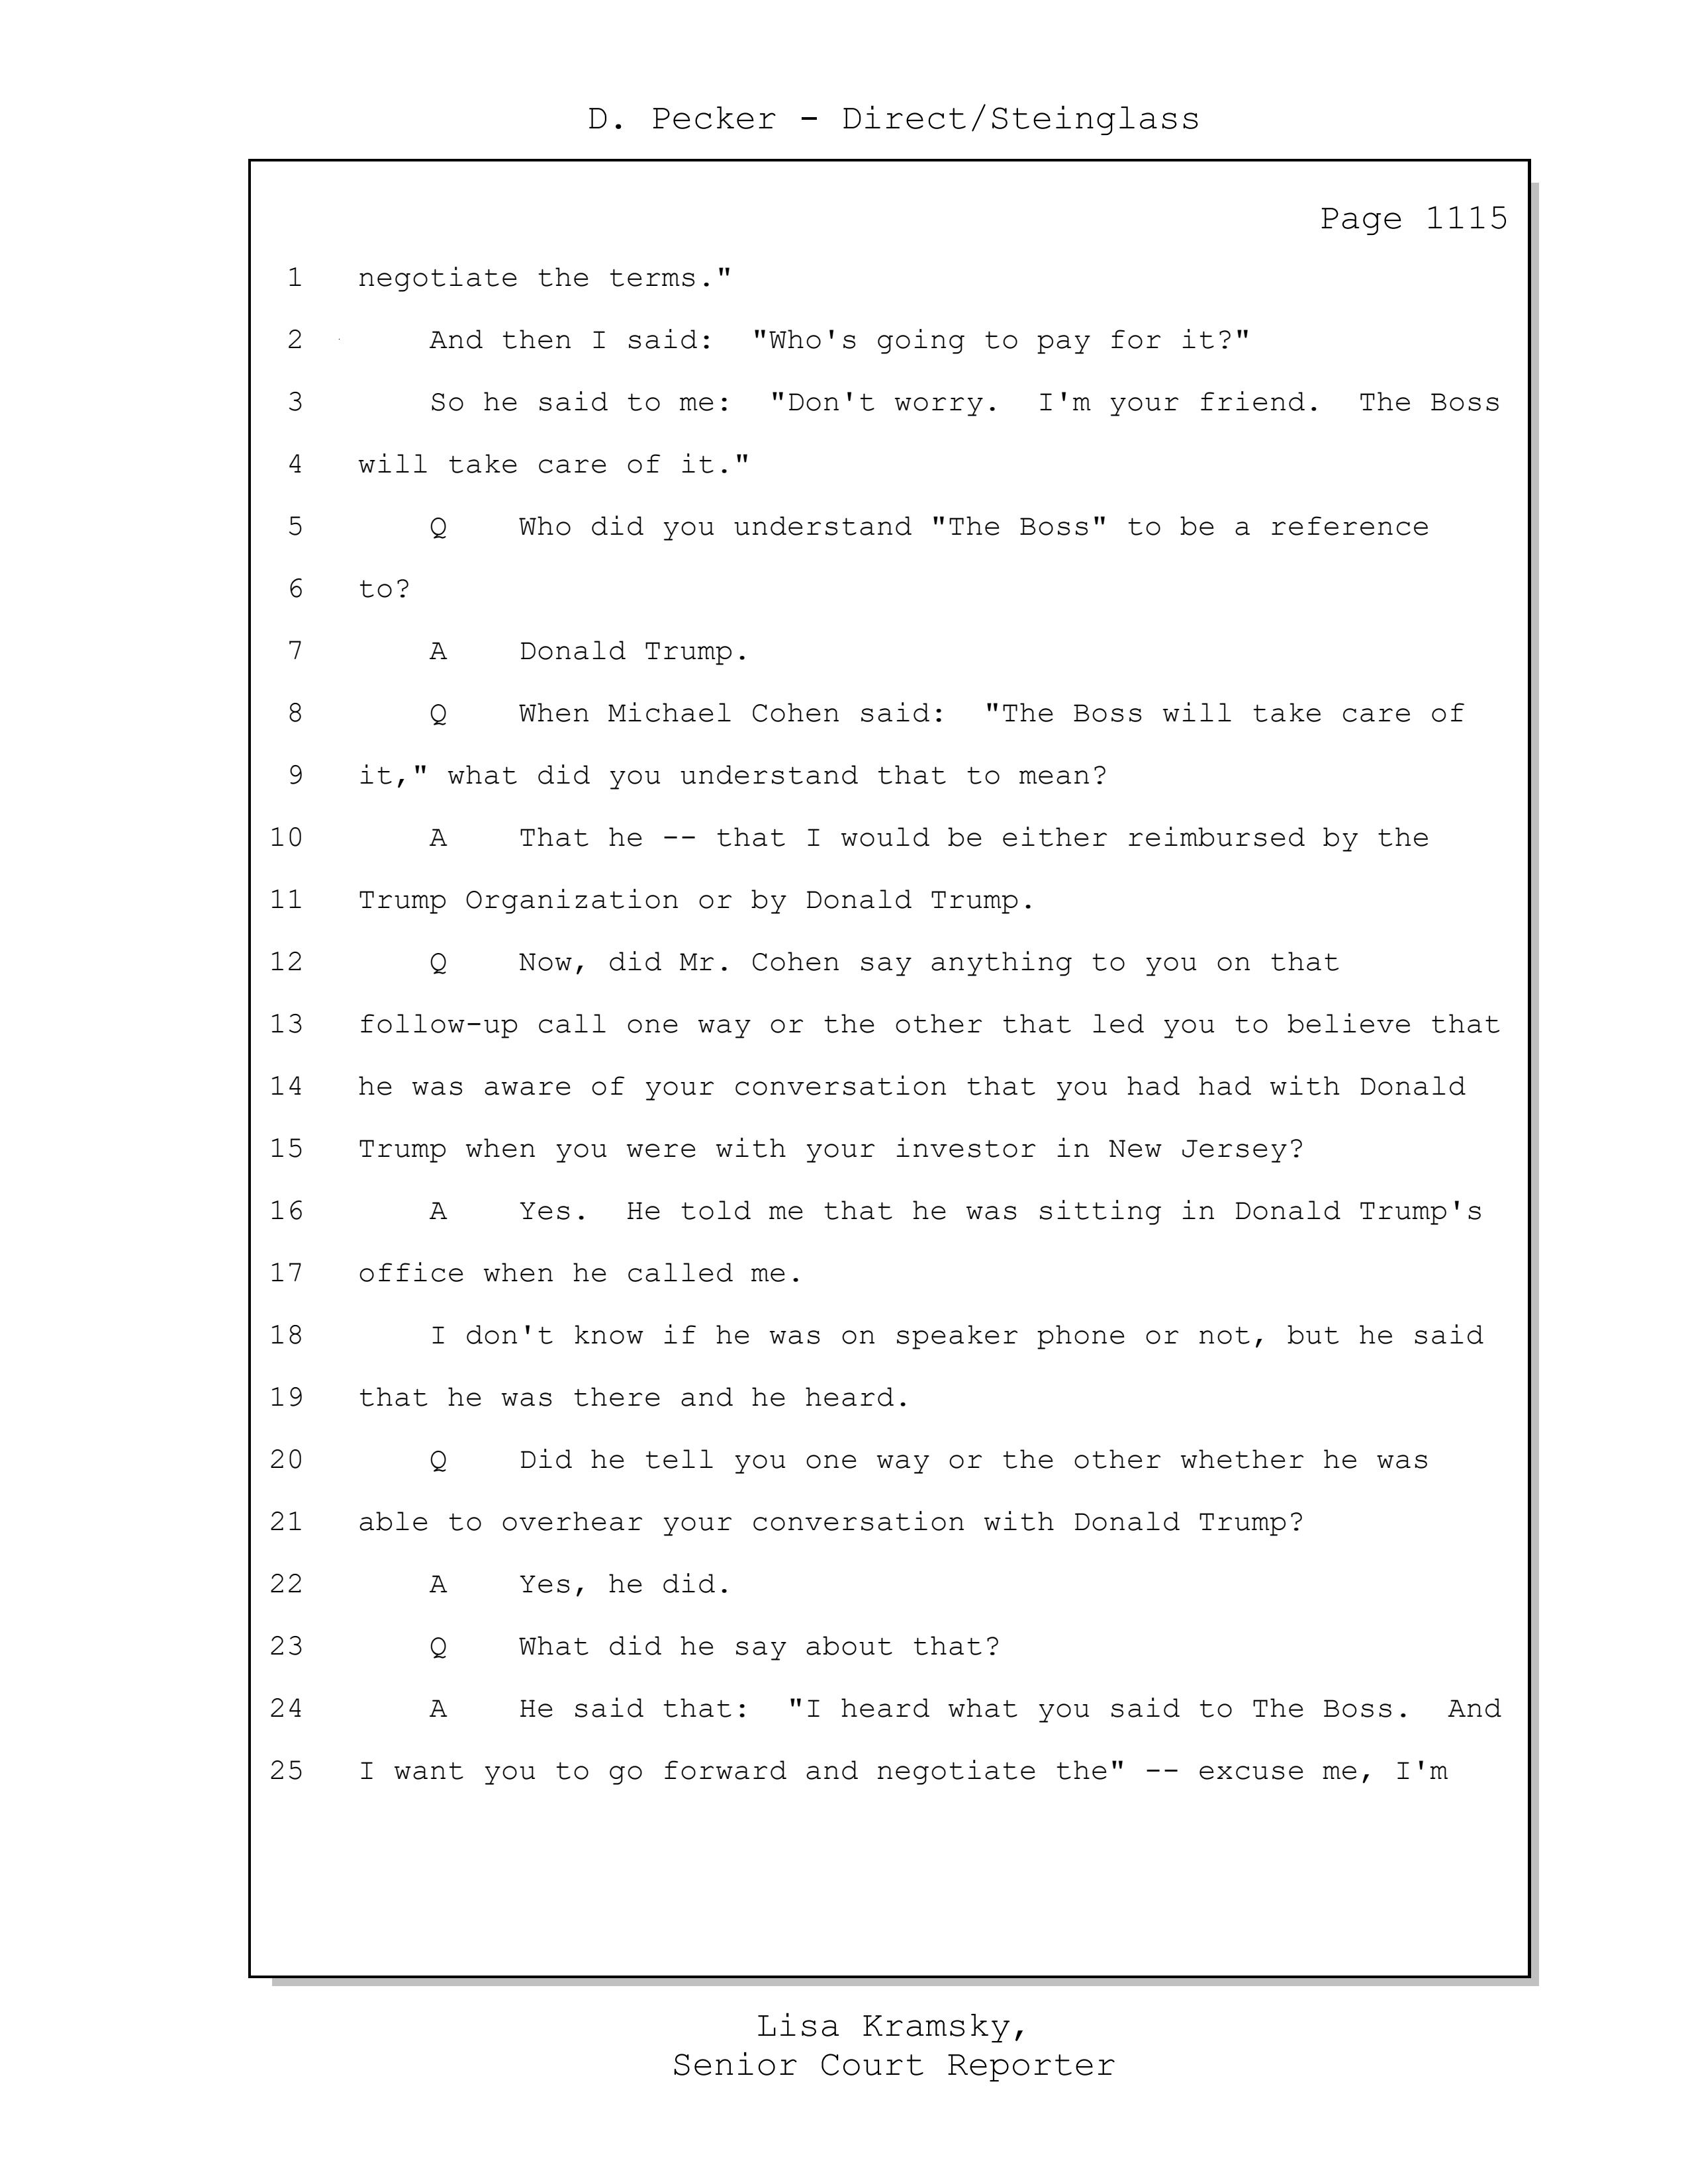 D. Pecker - Direct/Steinglass
Page 1115
1 negotiate the terms."
2 And then I said: "Who's going to pay for it?"
3 So he said to me: "Don't worry. I'm your friend. The Boss
4 will take care of it."
5 Q Who did you understand "The Boss" to be a reference
6 to?
7 A Donald Trump.
8 Q When Michael Cohen said: "The Boss will take care of
9 it," what did you understand that to mean?
10 A That he -- that I would be either reimbursed by the
11 Trump Organization or by Donald Trump.
12 Q Now, did Mr. Cohen say anything to you on that
13 follow-up call one way or the other that led you to believe that
14 he was aware of your conversation that you had had with Donald
15 Trump when you were with your investor in New Jersey?
16 A Yes. He told me that he was sitting in Donald Trump's
17 office when he called me.
18 I don't know if he was on speaker phone or not, but he said
19 that he was there and he heard.
20 Q Did he tell you one way or the other whether he was
21 able to overhear your conversation with Donald Trump?
22 A Yes, he did.
23 Q What did he say about that?
24 A He said that: "I heard what you said to The Boss. And
25 I want you to go forward and negotiate the" -- excuse me, I'm
Lisa Kramsky,
Senior Court Reporter